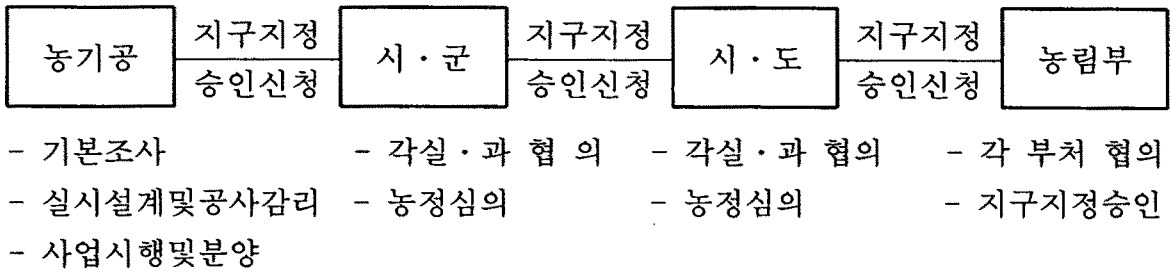 지구지정 지구지정 지구지정
농기공 시·군 시·도 농림부
승인신청 승인신청 승인신청
- 기본조사 - 각실·과 협 의 - 각실·과 협의 - 각 부처 협의
- 실시설계및공사감리 - 농정심의 - 농정심의 - 지구지정승인
- 사업시행및분양